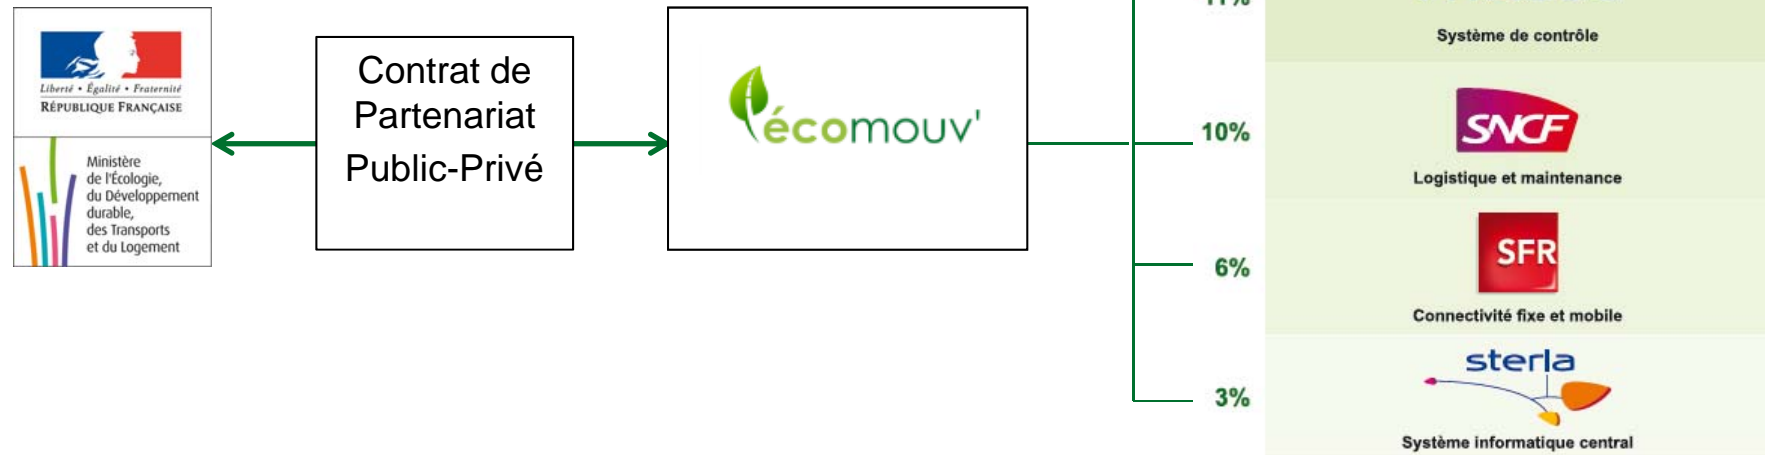 Liberté • Égalité • Fraternité
RÉPUBLIQUE FRANÇAISE
Ministère
de l'Écologie,
du Développement
durable,
des Transports
et du Logement
Contrat de
Partenariat
Public-Privé
écomouv'
Système de contrôle
10%
SNCF
Logistique et maintenance
6%
SFR
Connectivité fixe et mobile
3%
sterla
Système informatique central